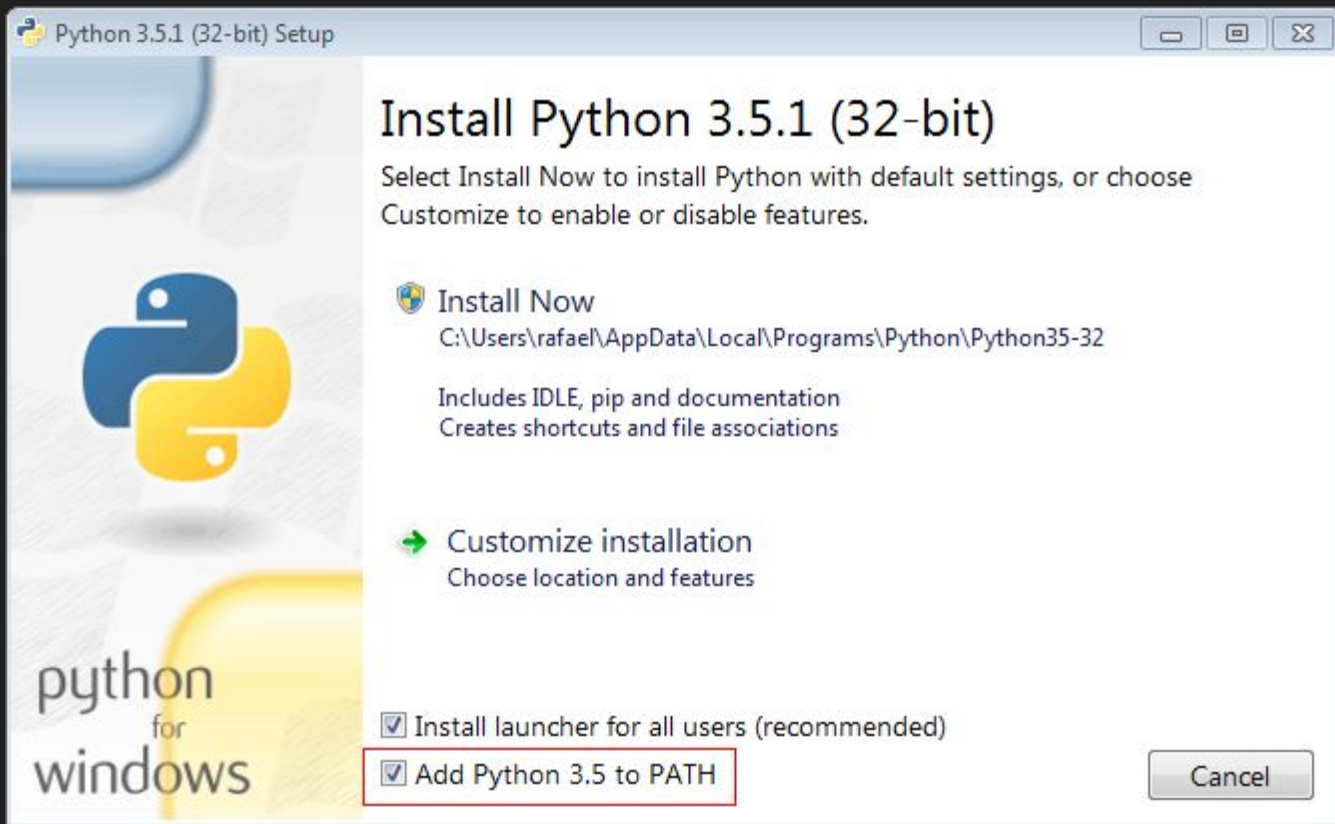 Python 3.5.1 (32-bit) Setup
Install Python 3.5.1 (32-bit)
Select Install Now to install Python with default settings, or choose
Customize to enable or disable features.
Install Now
C:\Users\rafael\AppData\Local\Programs\Python\Python35-32
Includes IDLE, pip and documentation
Creates shortcuts and file associations
Customize installation
Choose location and features
python
for
windows
Install launcher for all users (recommended)
Add Python 3.5 to PATH
Cancel